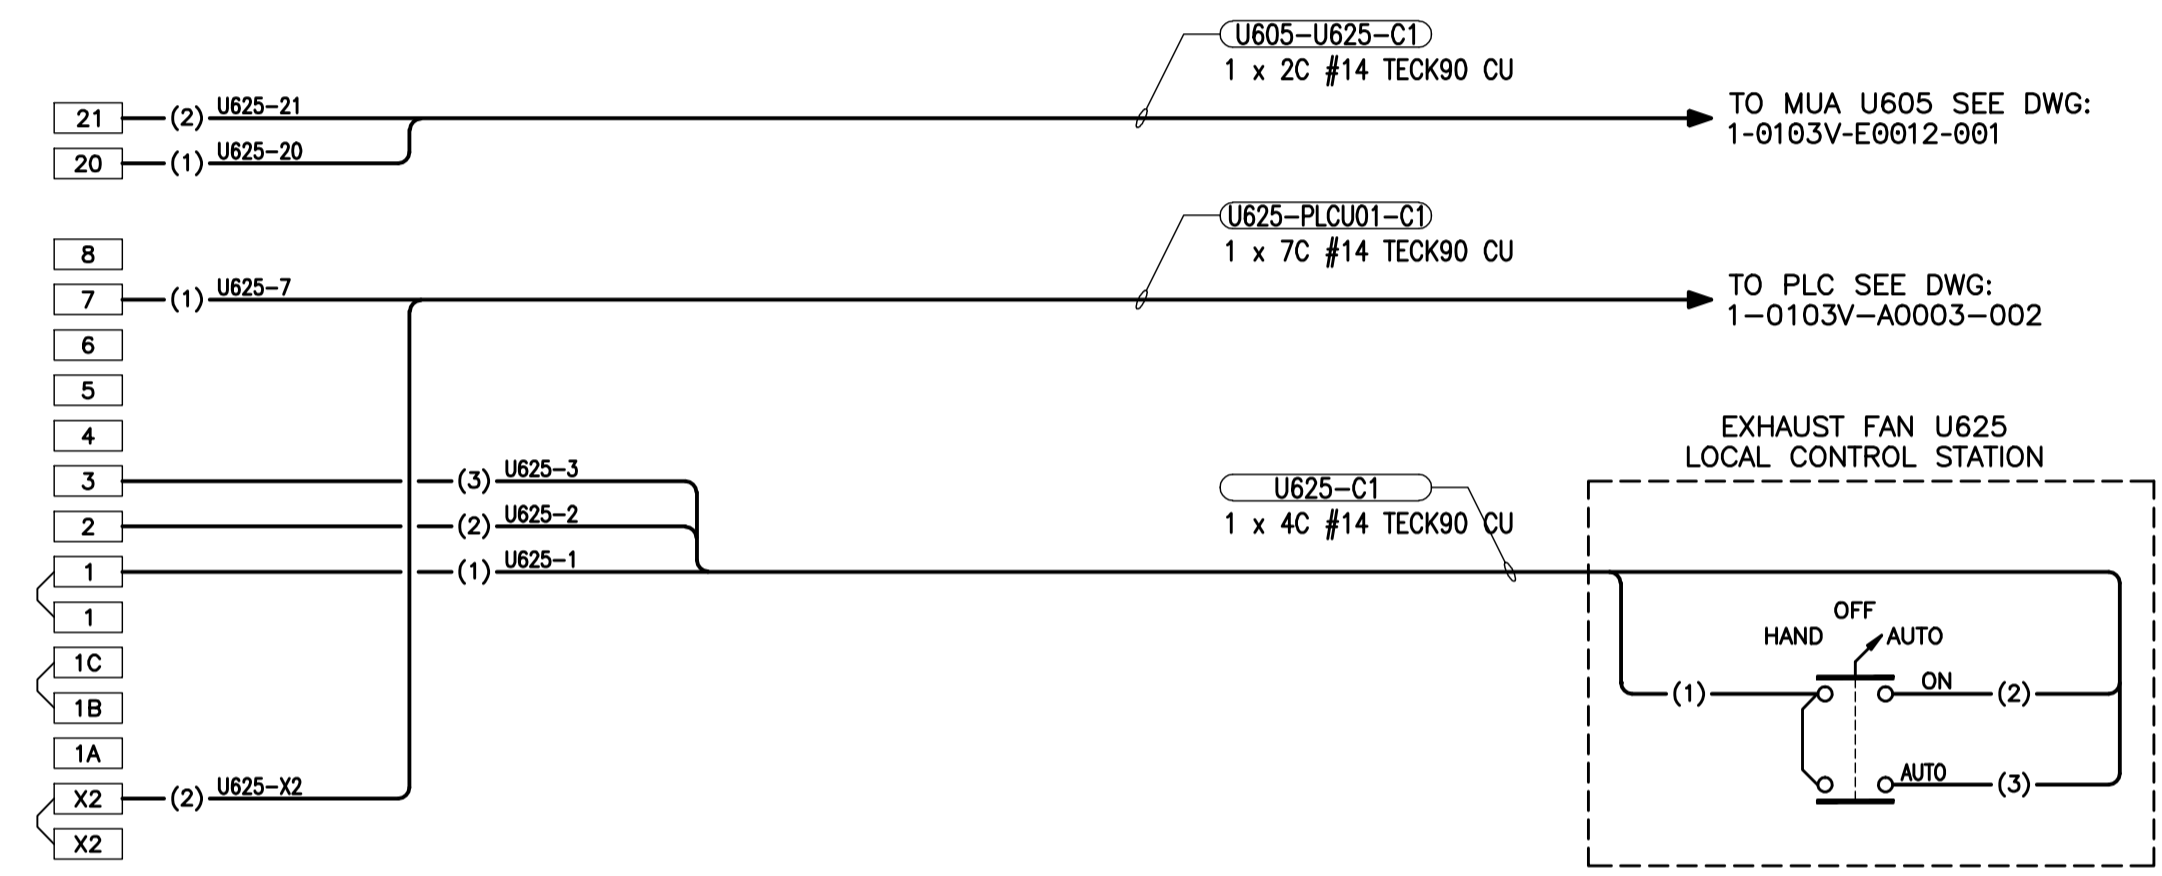 U605-U625-C1
1 x 2C #14 TECK90 CU
21 (2) U625-21
TO MUA U605 SEE DWG:
1-0103V-E0012-001
20 (1) U625-20
U625-PLCU01-C1
1 x 7C #14 TECK90 CU
8
7 (1) U625-7
TO PLC SEE DWG:
1-0103V-A0003-002
6
5
4
EXHAUST FAN U625
LOCAL CONTROL STATION
3 (3) U625-3
U625-C1
1 x 4C #14 TECK90 CU
2 (2) U625-2
1 (1) U625-1
1
OFF
HAND AUTO
1C
(1) ON (2)
1B
1A
AUTO (3)
X2 (2) U625-X2
X2